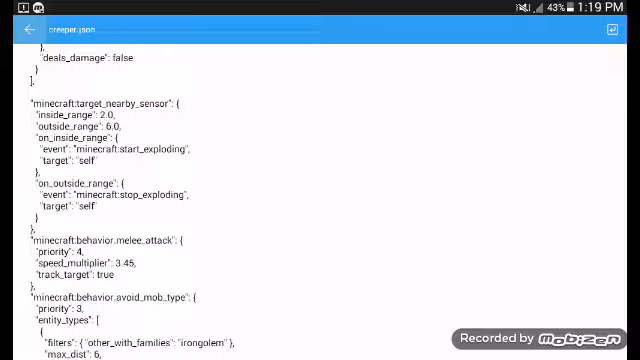 43% 1:19 PM
creeper.json
},
"deals_damage": false
}
],
"minecraft:target_nearby_sensor": {
"inside_range": 2.0,
"outside_range": 6.0,
"on_inside_range": {
"event": "minecraft:start_exploding",
"target": "self"
},
"on_outside_range": {
"event": "minecraft:stop_exploding",
"target": "self"
}
},
"minecraft:behavior.melee_attack": {
"priority": 4,
"speed_multiplier": 3.45,
"track_target": true
},
"minecraft:behavior.avoid_mob_type": {
"priority": 3,
"entity_types": [
{
"filters": { "other_with_families": "irongolem" },
"max_dist": 6,
Recorded by MOBIZEN